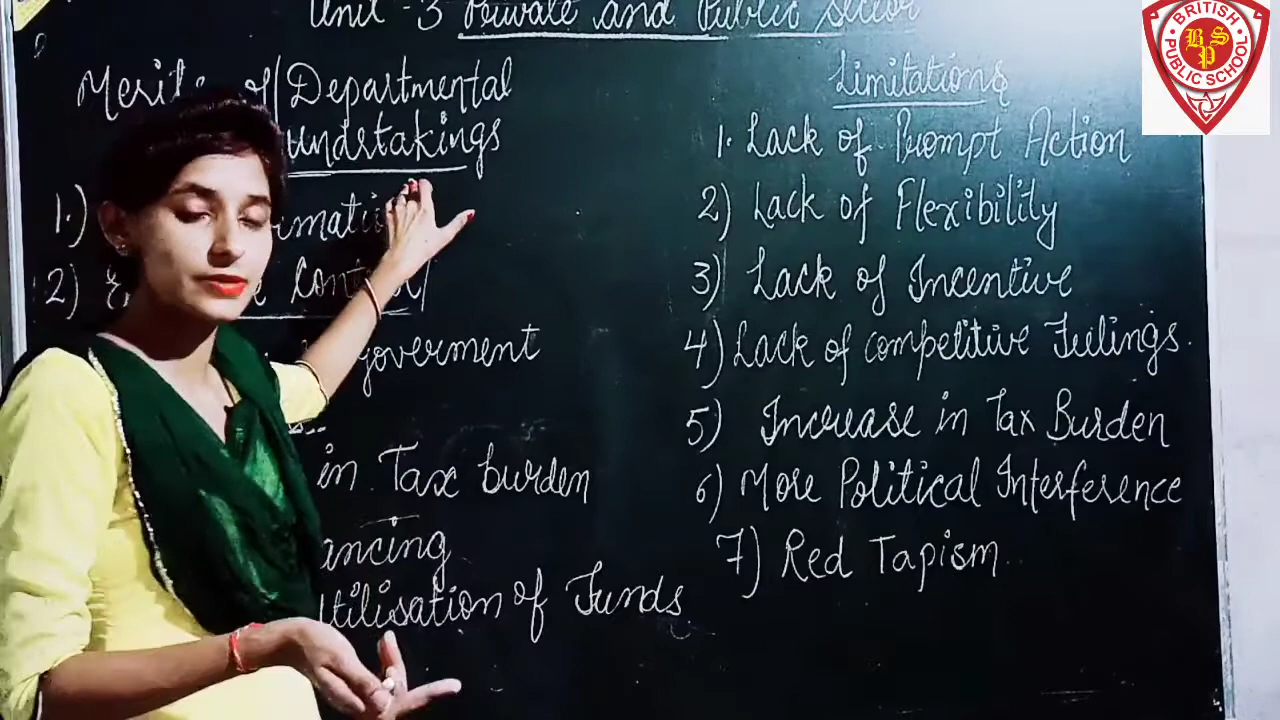 Unit - 3 Private and Public Sector
Merits of Departmental
undertakings
1.)
2)
goverment
in Tax burden
ancing
utilisation of Funds
Limitations
1. Lack of Prompt Action
2) Lack of Flexibility
3) Lack of Incentive
4) Lack of competitive Feelings.
5) Increase in Tax Burden
6) More Political Interference
7) Red Tapism
BRITISH
BPS
PUBLIC SCHOOL